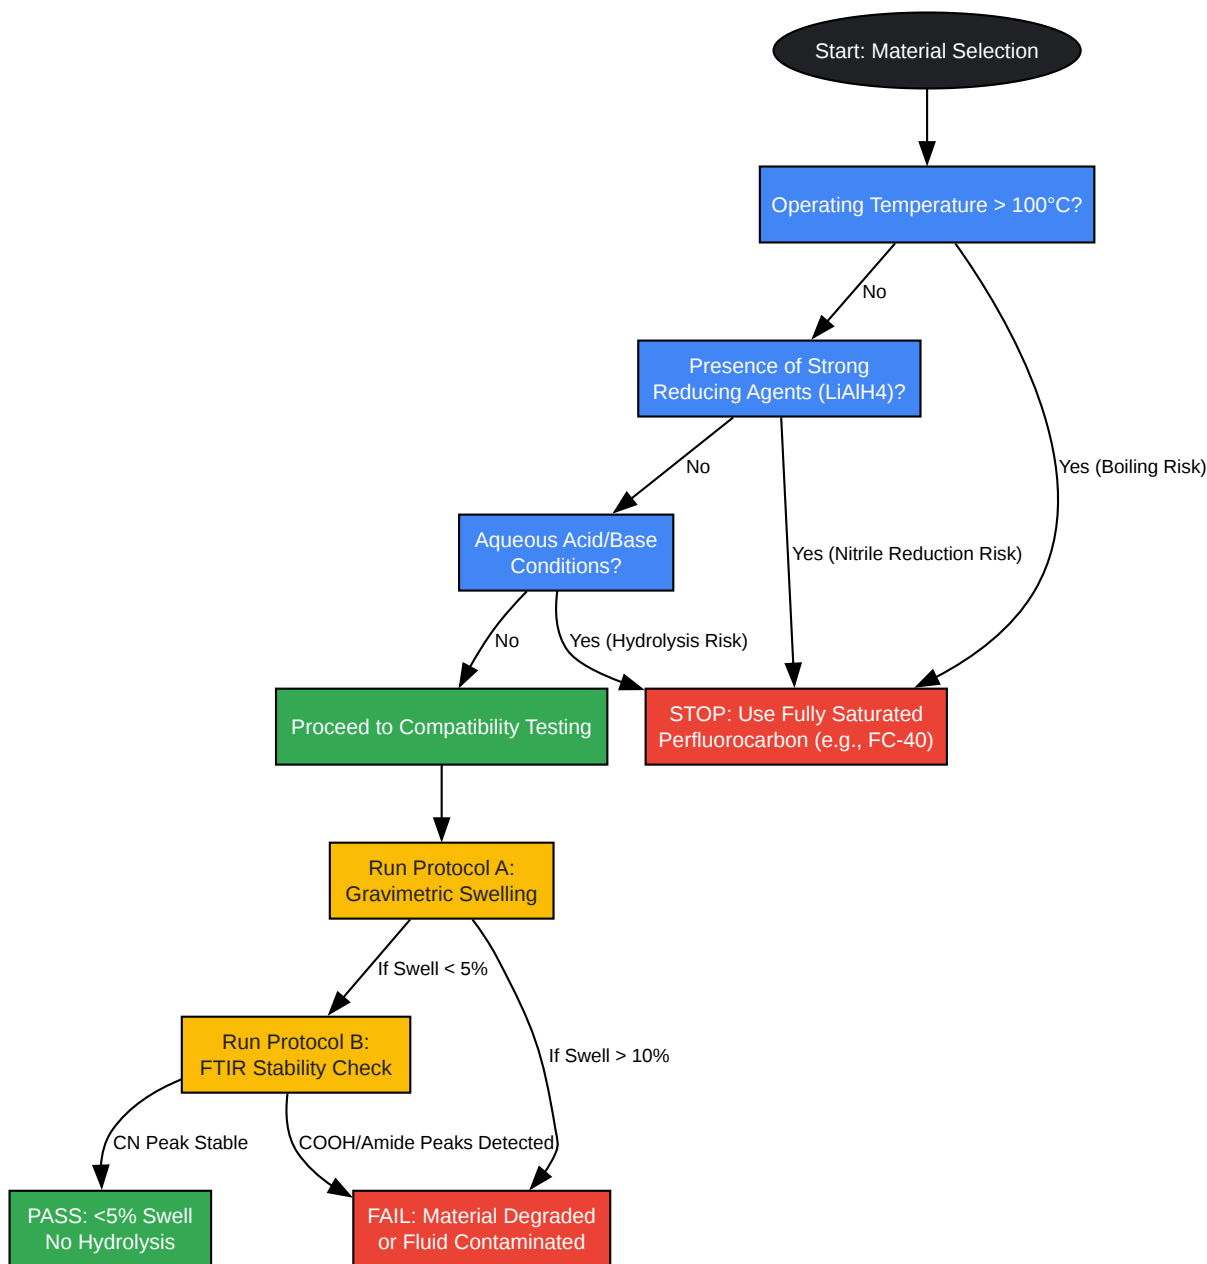 Start: Material Selection
Operating Temperature > 100°C?
No
Presence of Strong
Reducing Agents (LiAlH4)?
No
Yes (Boiling Risk)
Aqueous Acid/Base
Conditions?
Yes (Nitrile Reduction Risk)
No
Yes (Hydrolysis Risk)
Proceed to Compatibility Testing
STOP: Use Fully Saturated
Perfluorocarbon (e.g., FC-40)
Run Protocol A:
Gravimetric Swelling
If Swell < 5%
Run Protocol B:
FTIR Stability Check
If Swell > 10%
CN Peak Stable
COOH/Amide Peaks Detected
PASS: <5% Swell
No Hydrolysis
FAIL: Material Degraded
or Fluid Contaminated